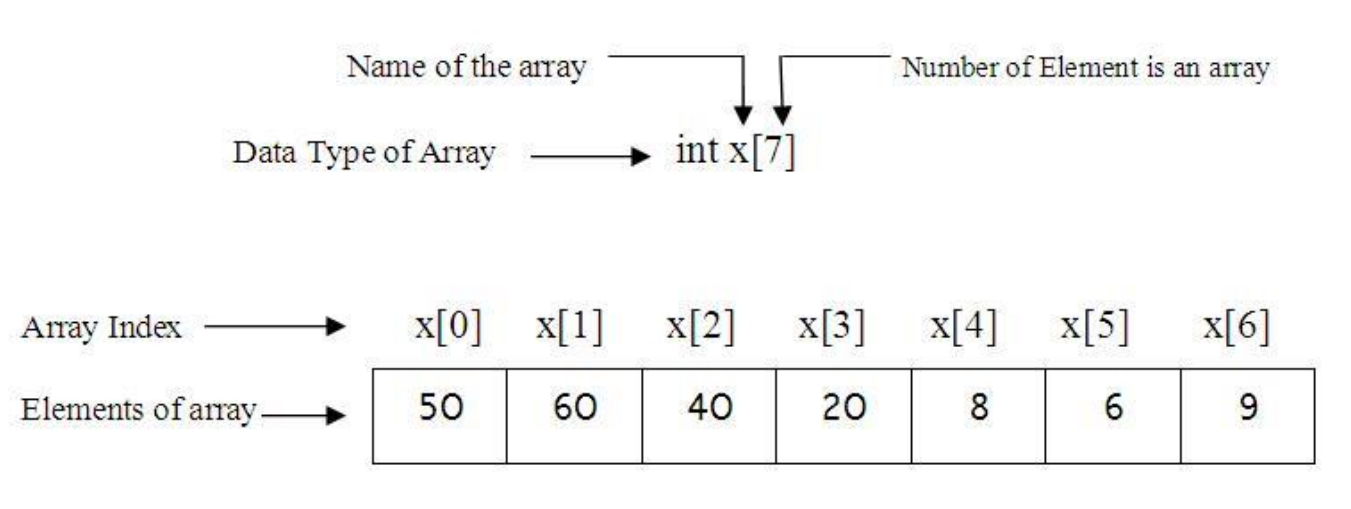 Name of the array Number of Element is an array
Data Type of Array int x[7]
Array Index x[0] x[1] x[2] x[3] x[4] x[5] x[6]
Elements of array 50 60 40 20 8 6 9